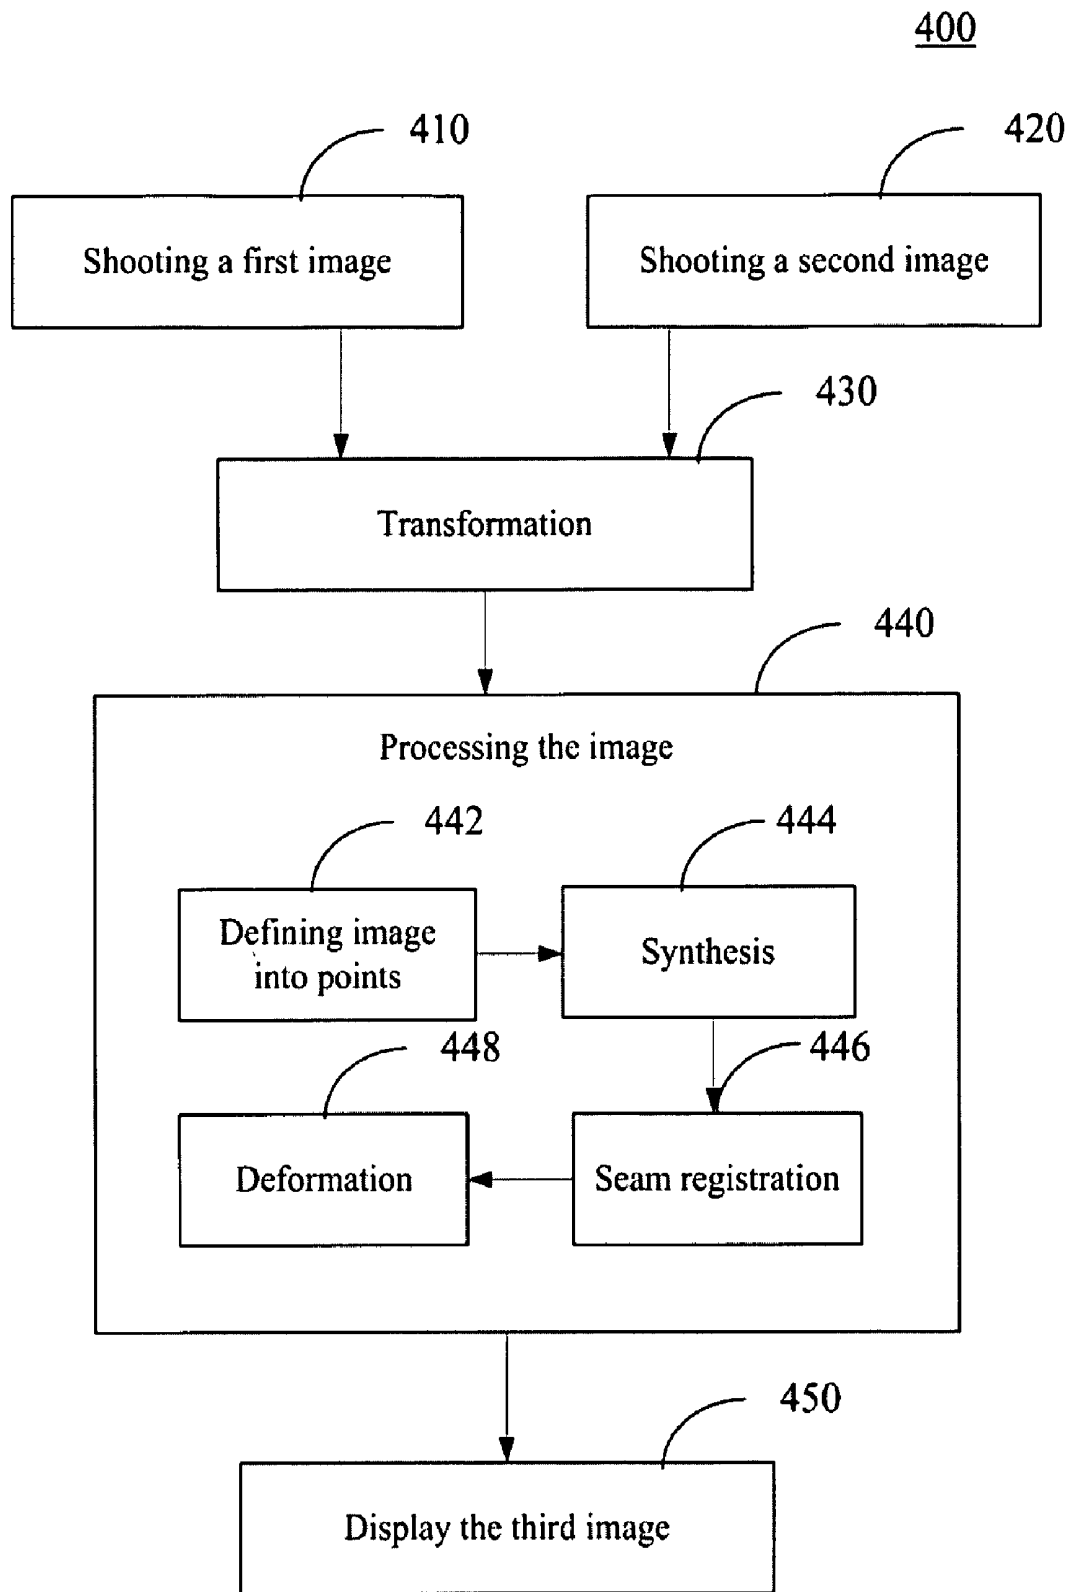 400
410
420
Shooting a first image
Shooting a second image
430
Transformation
440
Processing the image
442
444
Defining image
into points
Synthesis
448
446
Deformation
Seam registration
450
Display the third image